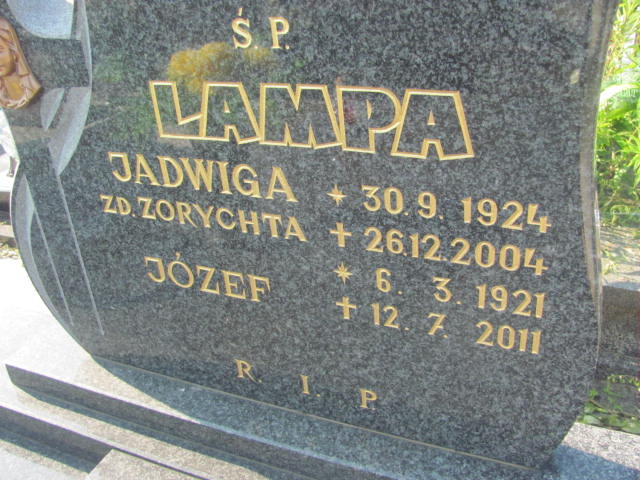 Ś. P.
LAMPA
JADWIGA * 30. 9. 1924
ZD. ZORYCHTA + 26.12.2004
JÓZEF * 6. 3. 1921
+ 12. 7. 2011
R. I. P.